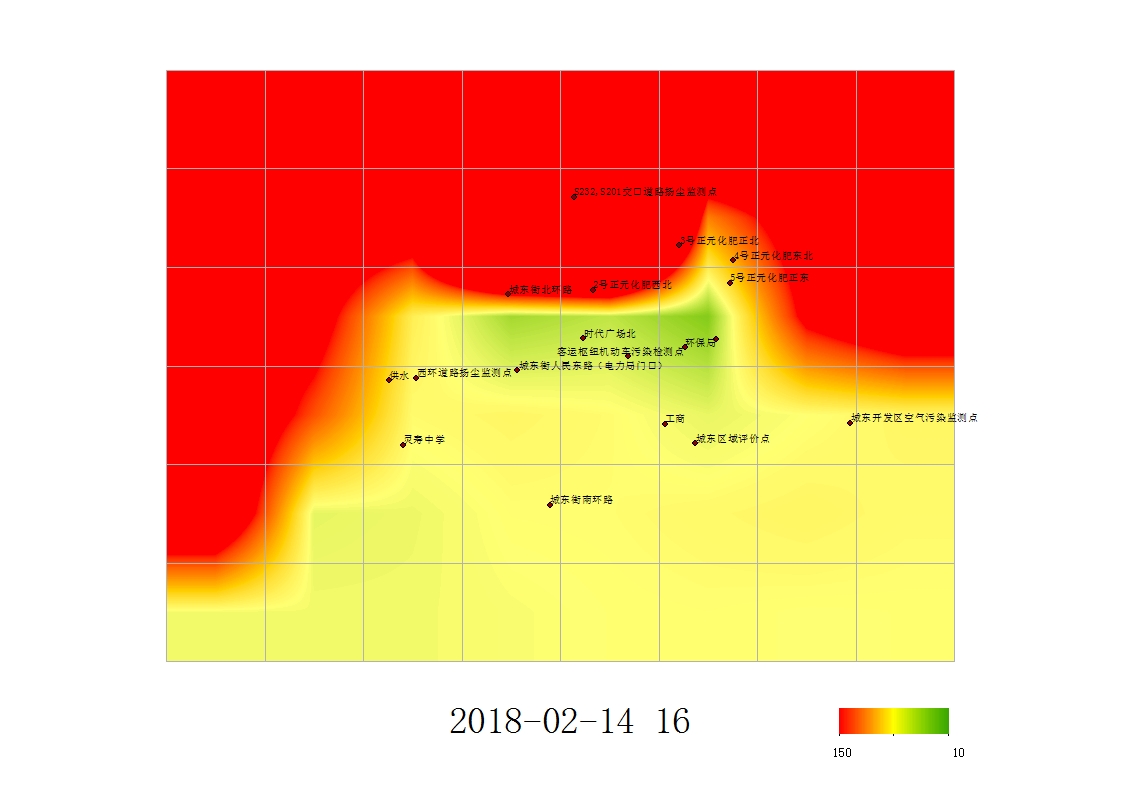 S232,S201交口道路扬尘监测点
3号正元化肥正北
4号正元化肥东北
5号正元化肥正东
2号正元化肥西北
城东街北环路
时代广场北
环保局
客运枢纽机动车污染检测点
城东街人民东路（电力局门口）
供水
西环道路扬尘监测点
工商
城东开发区空气污染监测点
灵寿中学
城东区域评价点
城东街南环路
2018-02-14 16
150
10